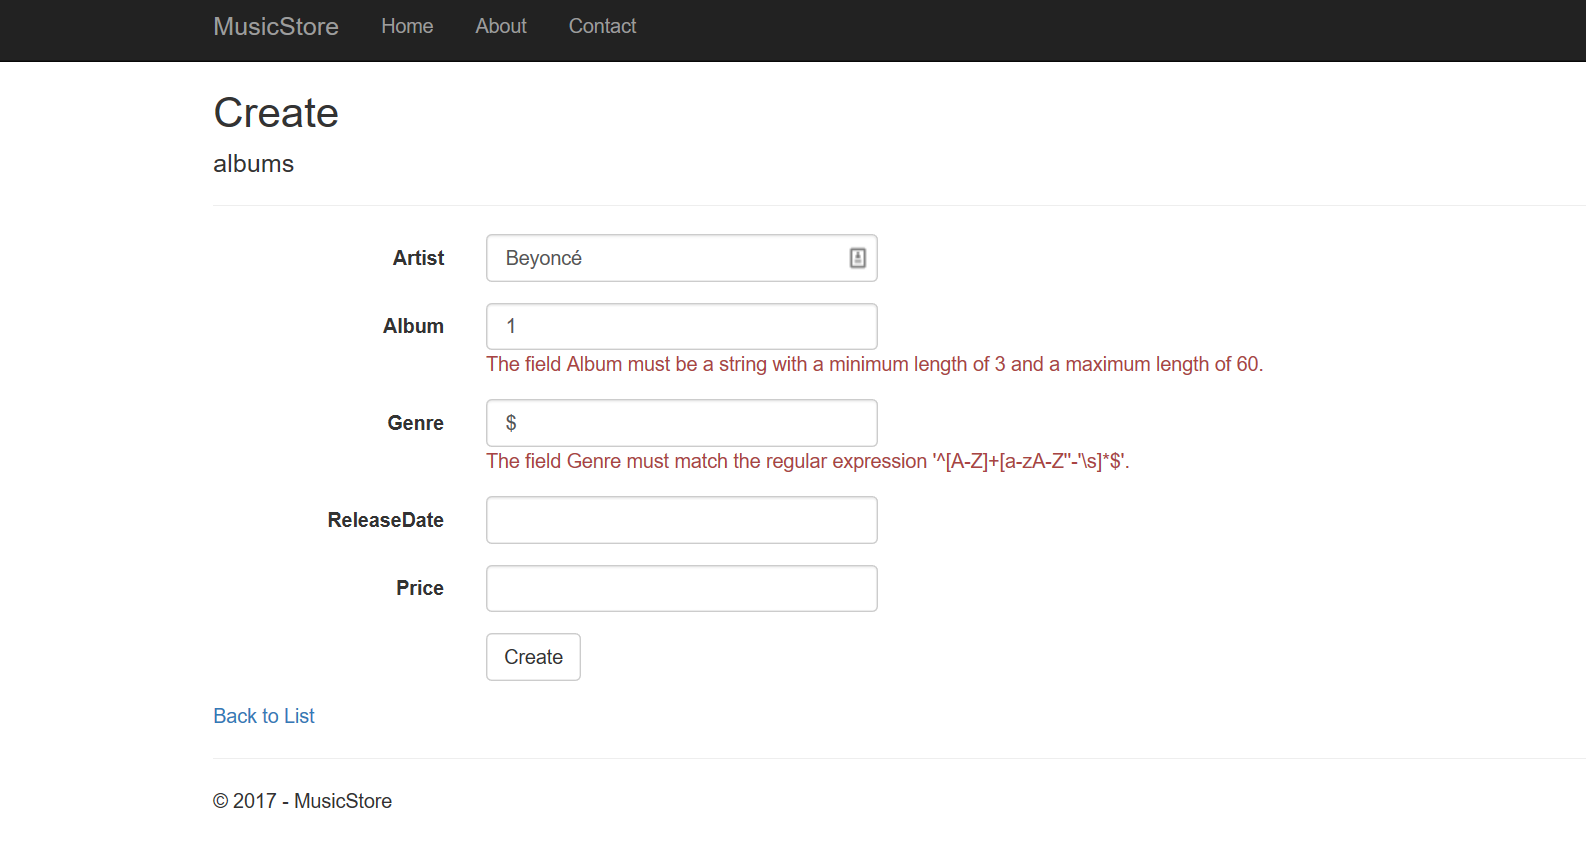 MusicStore Home About Contact
Create
albums
Artist Beyoncé
Album 1
The field Album must be a string with a minimum length of 3 and a maximum length of 60.
Genre $
The field Genre must match the regular expression '^[A-Z]+[a-zA-Z''-'\s]*$'.
ReleaseDate
Price
Create
Back to List
© 2017 - MusicStore